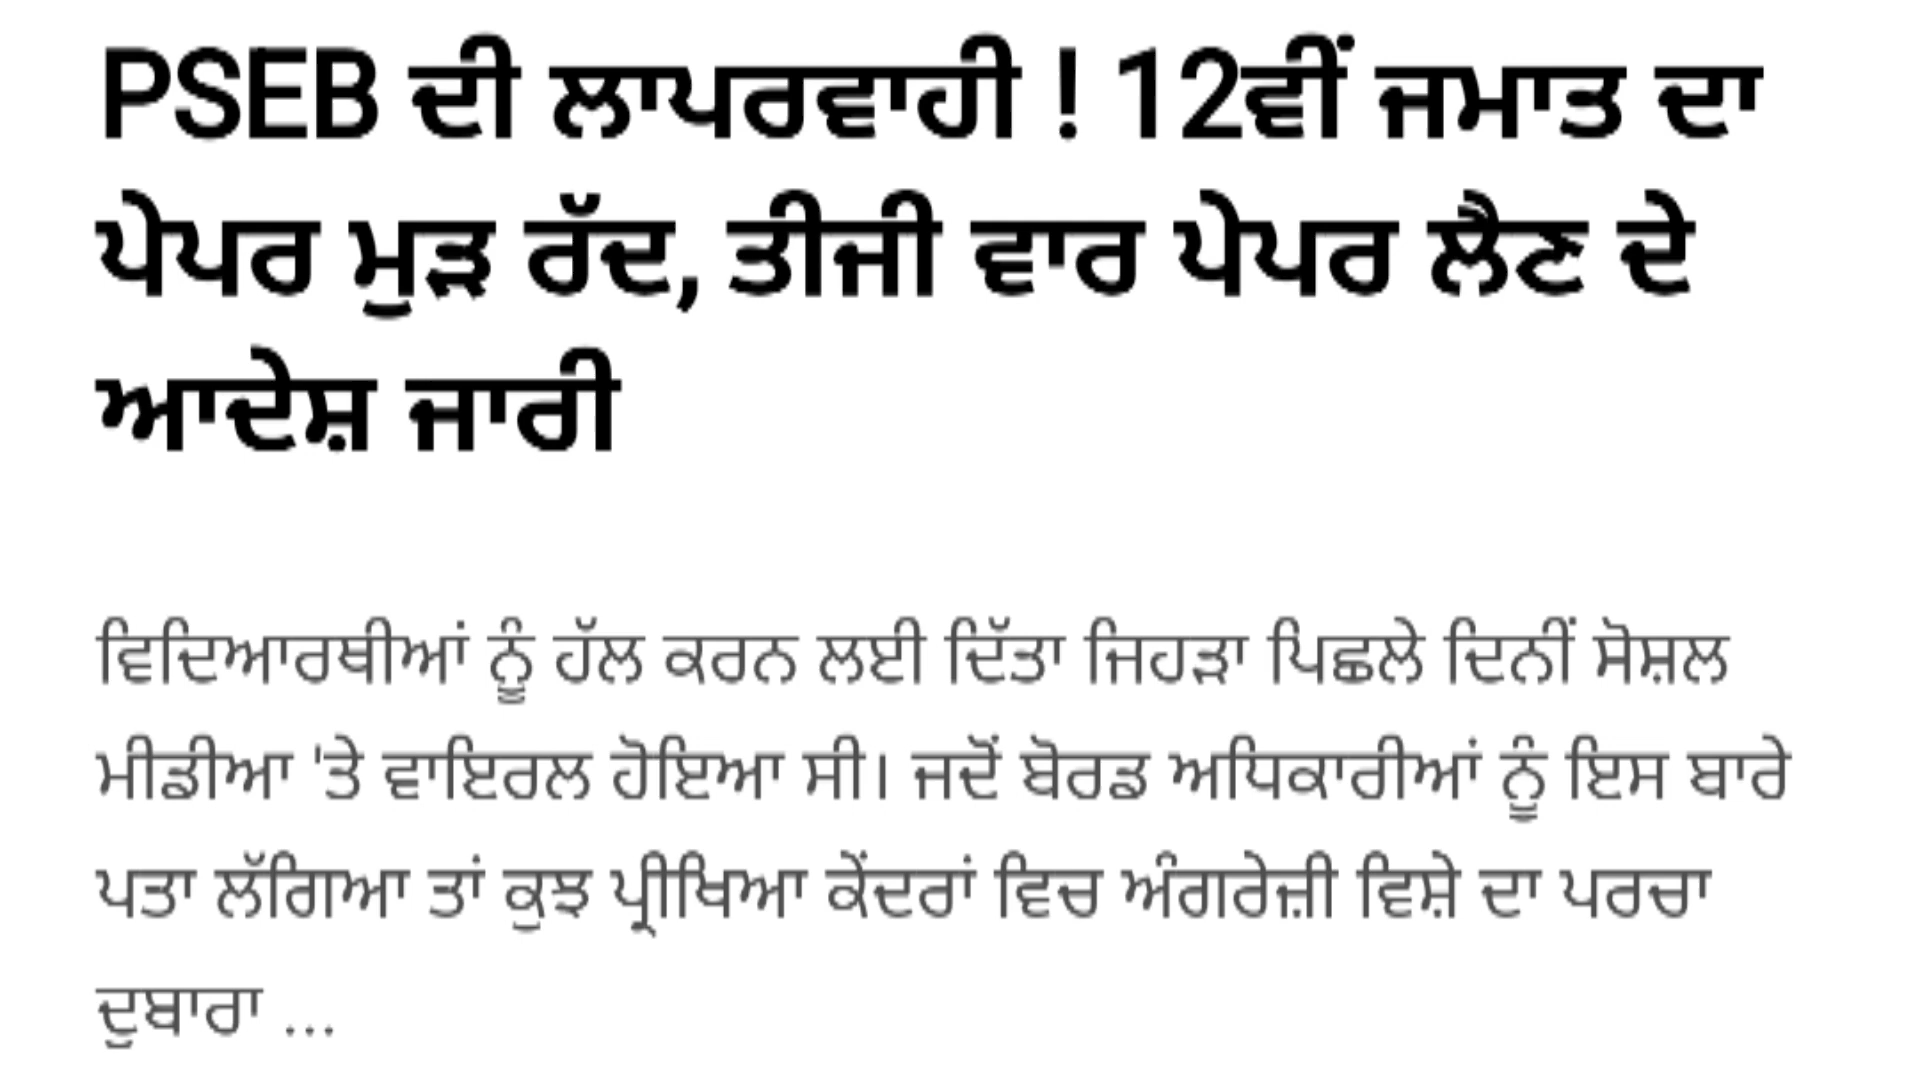 PSEB ਦੀ ਲਾਪਰਵਾਹੀ ! 12ਵੀਂ ਜਮਾਤ ਦਾ
ਪੇਪਰ ਮੁੜ ਰੱਦ, ਤੀਜੀ ਵਾਰ ਪੇਪਰ ਲੈਣ ਦੇ
ਆਦੇਸ਼ ਜਾਰੀ
ਵਿਦਿਆਰਥੀਆਂ ਨੂੰ ਹੱਲ ਕਰਨ ਲਈ ਦਿੱਤਾ ਜਿਹੜਾ ਪਿਛਲੇ ਦਿਨੀਂ ਸੋਸ਼ਲ
ਮੀਡੀਆ 'ਤੇ ਵਾਇਰਲ ਹੋਇਆ ਸੀ। ਜਦੋਂ ਬੋਰਡ ਅਧਿਕਾਰੀਆਂ ਨੂੰ ਇਸ ਬਾਰੇ
ਪਤਾ ਲੱਗਿਆ ਤਾਂ ਕੁਝ ਪ੍ਰੀਖਿਆ ਕੇਂਦਰਾਂ ਵਿਚ ਅੰਗਰੇਜ਼ੀ ਵਿਸ਼ੇ ਦਾ ਪਰਚਾ
ਦੁਬਾਰਾ ...